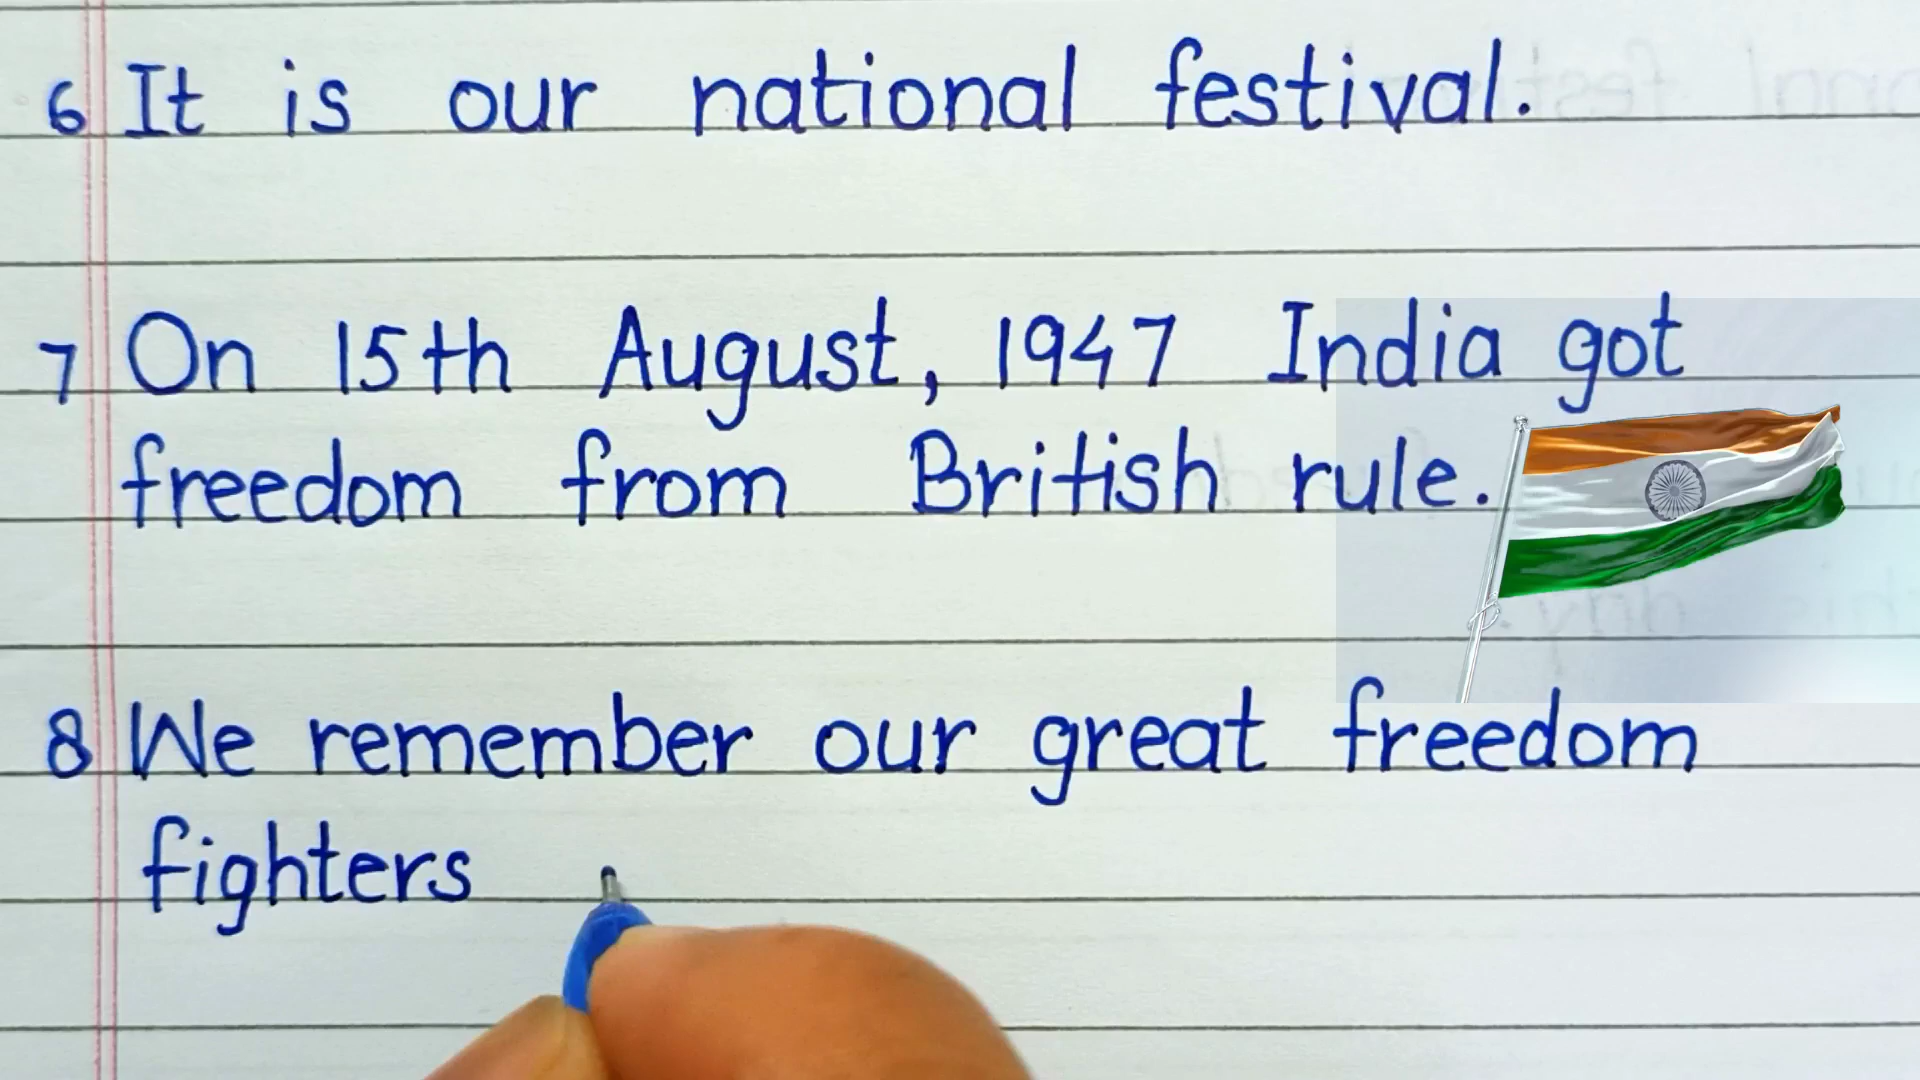 6 It is our national festival.
7 On 15th August, 1947 India got
freedom from British rule.
8 We remember our great freedom
fighters